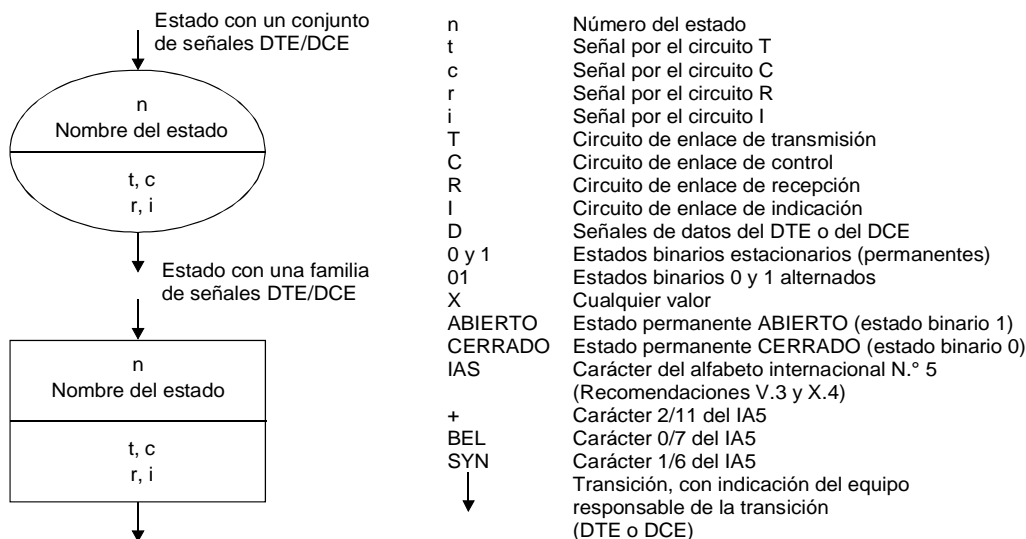 Estado con un conjunto
de señales DTE/DCE
n
Nombre del estado
t, c
r, i
Estado con una familia
de señales DTE/DCE
n
Nombre del estado
t, c
r, i
n Número del estado
t Señal por el circuito T
c Señal por el circuito C
r Señal por el circuito R
i Señal por el circuito I
T Circuito de enlace de transmisión
C Circuito de enlace de control
R Circuito de enlace de recepción
I Circuito de enlace de indicación
D Señales de datos del DTE o del DCE
0 y 1 Estados binarios estacionarios (permanentes)
01 Estados binarios 0 y 1 alternados
X Cualquier valor
ABIERTO Estado permanente ABIERTO (estado binario 1)
CERRADO Estado permanente CERRADO (estado binario 0)
IAS Carácter del alfabeto internacional N.° 5
(Recomendaciones V.3 y X.4)
+ Carácter 2/11 del IA5
BEL Carácter 0/7 del IA5
SYN Carácter 1/6 del IA5
Transición, con indicación del equipo
responsable de la transición
(DTE o DCE)